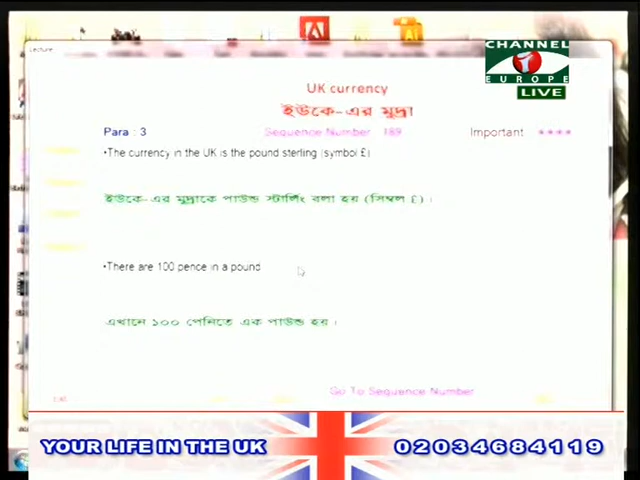 Lecture
CHANNEL
i
EUROPE
LIVE
UK currency
ইউকে-এর মুদ্রা
Para : 3
Sequence Number 189
Important ****
•The currency in the UK is the pound sterling (symbol £)
ইউকে-এর মুদ্রাকে পাউন্ড স্টার্লিং বলা হয় (সিম্বল £) ।
•There are 100 pence in a pound
এখানে ১০০ পেনিতে এক পাউন্ড হয় ।
Go To Sequence Number
YOUR LIFE IN THE UK
02034684119